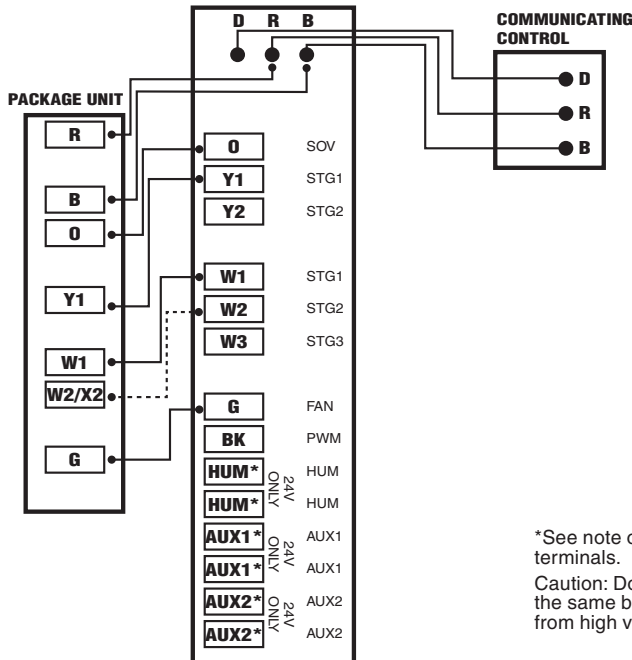 D R B
COMMUNICATING
CONTROL
D
R
B
PACKAGE UNIT
R
B
O
Y1
W1
W2/X2
G
O SOV
Y1 STG1
Y2 STG2
W1 STG1
W2 STG2
W3 STG3
G FAN
BK PWM
HUM* HUM
HUM* HUM
24V
ONLY
AUX1* AUX1
AUX1* AUX1
24V
ONLY
AUX2* AUX2
AUX2* AUX2
24V
ONLY
*See note
terminals.
Caution: Do
the same b
from high v